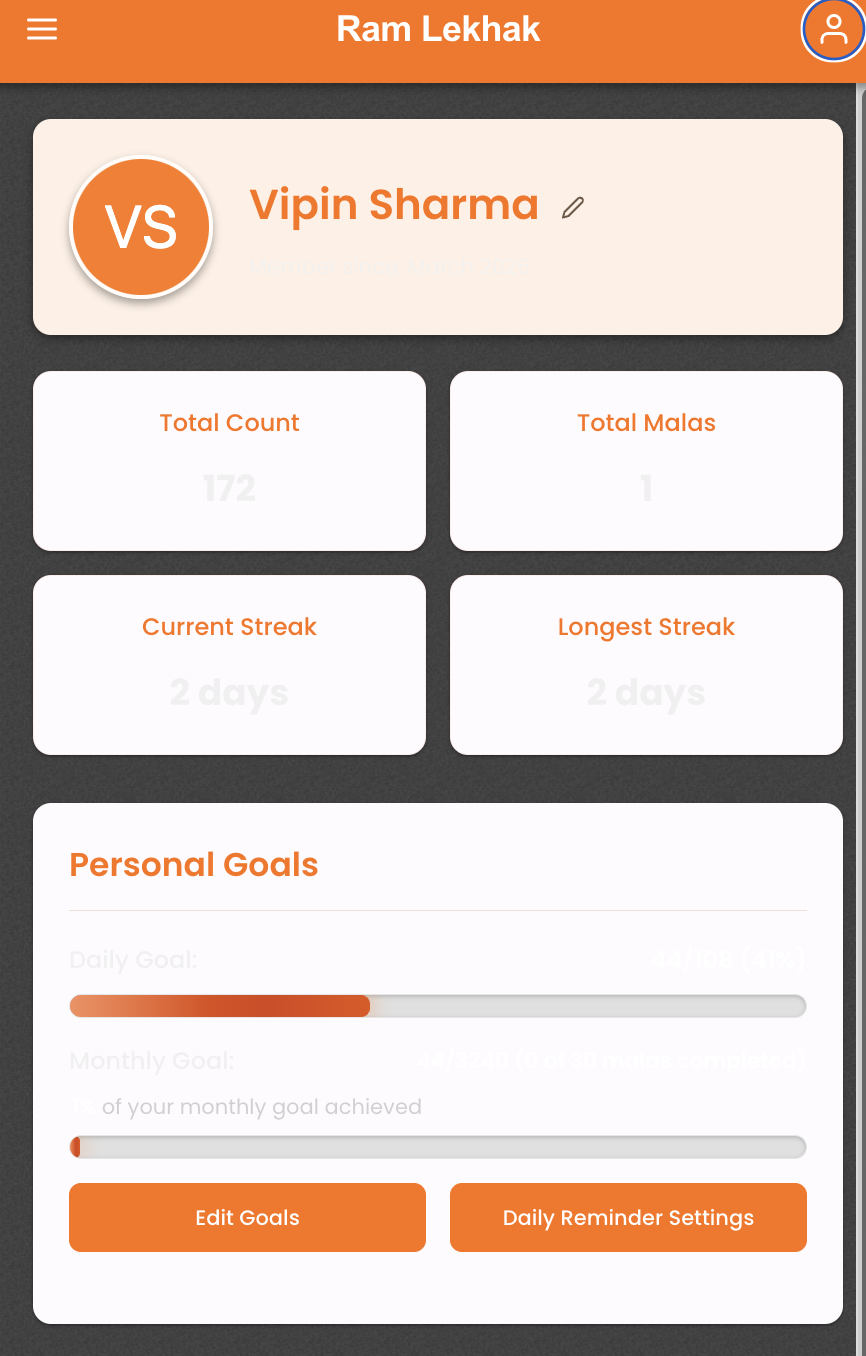 Ram Lekhak
VS
Vipin Sharma
Member Since
Total Count
172
Total Malas
1
Current Streak
2 days
Longest Streak
2 days
Personal Goals
Daily Goal:
44/108 (41%)
Monthly Goal:
44/3240 (0 of 30 malas completed)
of your monthly goal achieved
Edit Goals
Daily Reminder Settings